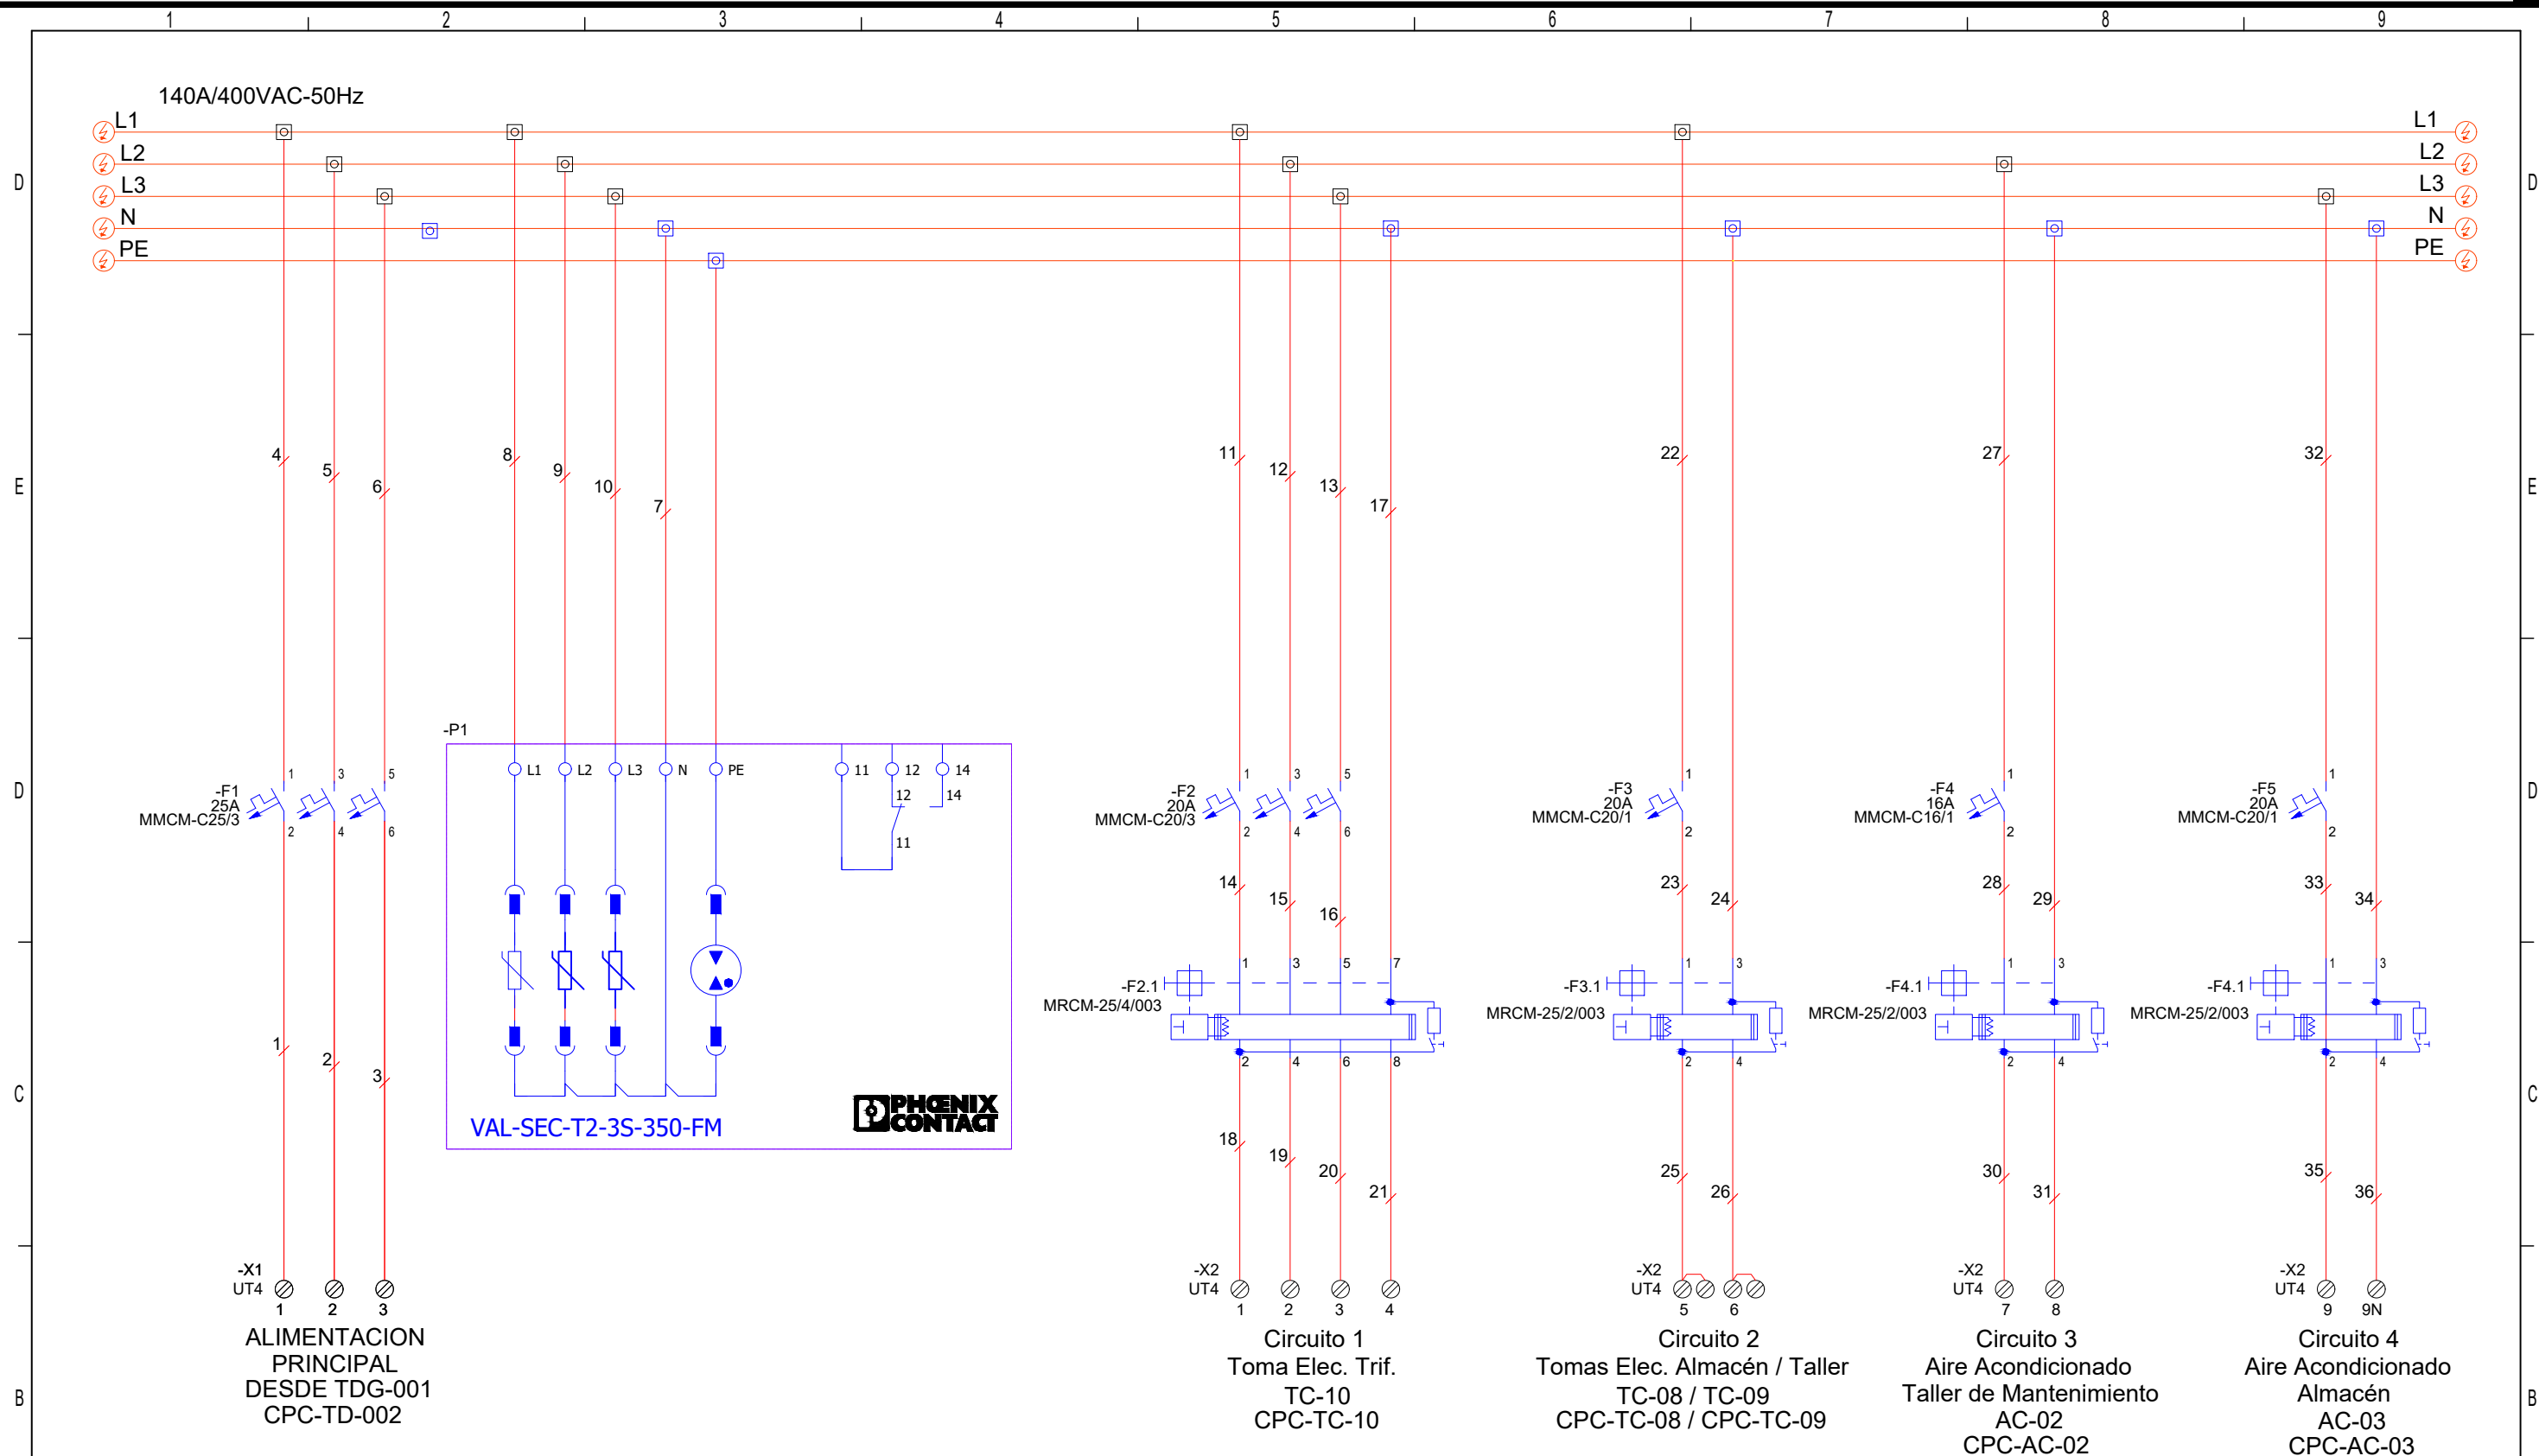 1 2 3 4 5 6 7 8 9
140A/400VAC-50Hz
L1 L1
L2 L2
D L3 L3 D
N N
PE PE
4 8 11 22 27 32
5 9 12
E 6 10 13 E
7 17
-P1
L1 L2 L3 N PE 11 12 14
1 3 5 1 3 5 1 1 1
D -F1 -F2 -F3 -F4 -F5 D
25A 12 14 20A 20A 16A 20A
MMCM-C25/3 MMCM-C20/3 MMCM-C20/1 MMCM-C16/1 MMCM-C20/1
2 4 6 2 4 6 2 2 2
11
14 23 28 33
15 24 29 34
16
1 3 5 7 1 3 1 3 1 3
-F2.1 -F3.1 -F4.1 -F4.1
MRCM-25/4/003 MRCM-25/2/003 MRCM-25/2/003 MRCM-25/2/003
1
2 2 4 6 8 2 4 2 4 2 4
3
C PHŒNIX C
CONTACT
VAL-SEC-T2-3S-350-FM
18
19
20 25 30 35
21 26 31 36
-X1 -X2 -X2 -X2 -X2
UT4 UT4 UT4 UT4 UT4
1 2 3 1 2 3 4 5 6 7 8 9 9N
ALIMENTACION
PRINCIPAL
DESDE TDG-001
CPC-TD-002
Circuito 1
Toma Elec. Trif.
TC-10
CPC-TC-10
Circuito 2
Tomas Elec. Almacén / Taller
TC-08 / TC-09
CPC-TC-08 / CPC-TC-09
Circuito 3
Aire Acondicionado
Taller de Mantenimiento
AC-02
CPC-AC-02
Circuito 4
Aire Acondicionado
Almacén
AC-03
CPC-AC-03
B B